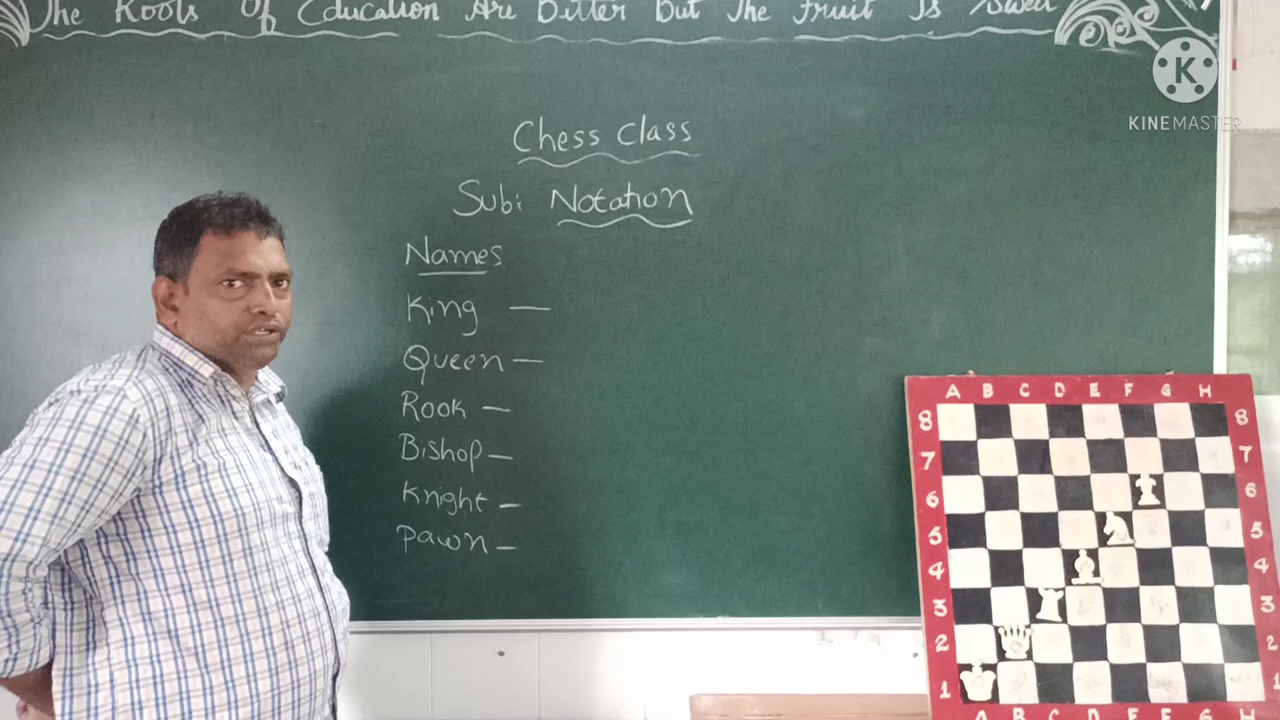 The Roots Of Education Are Bitter But The Fruit Is Sweet
K
KINEMASTER
Chess Class
Sub: Notation
Names
King —
Queen —
Rook —
Bishop —
Knight —
Pawn —
A B C D E F G H
8 8
7 7
6 6
5 5
4 4
3 3
2 2
1 1
A B C D E F G H